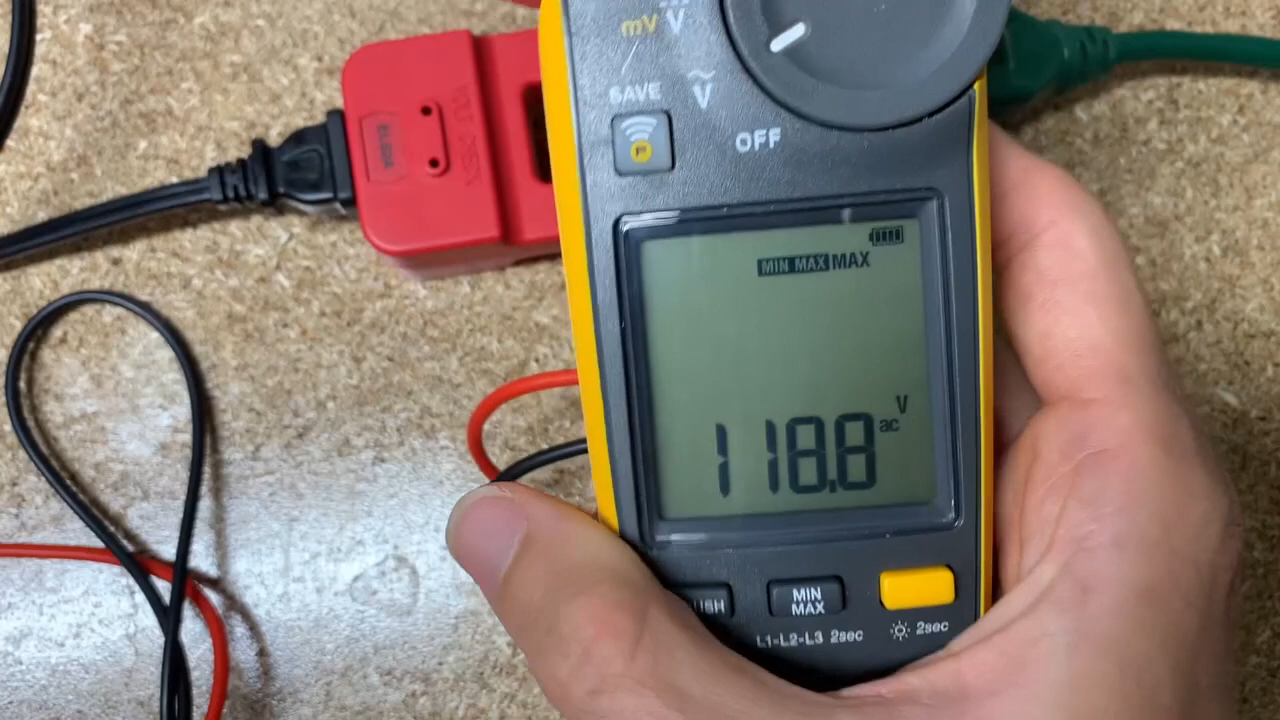 mV V
SAVE V
OFF
MIN MAX MAX
118.8 ac V
MIN
MAX
L1-L2-L3 2sec 2sec